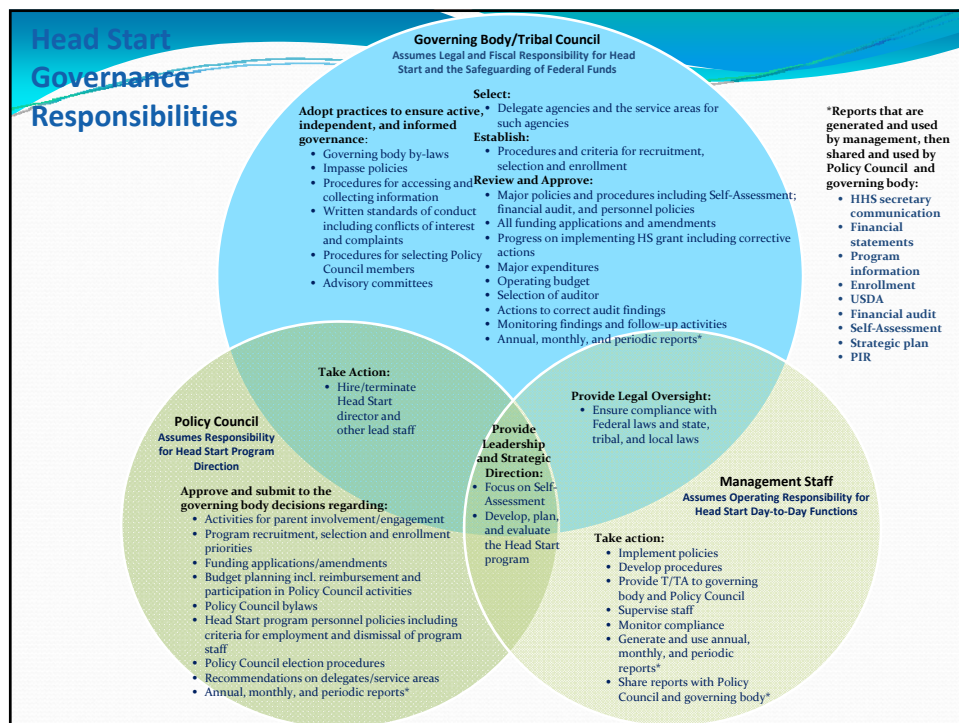 Head Start
Governance
Responsibilities
Governing Body/Tribal Council
Assumes Legal and Fiscal Responsibility for Head
Start and the Safeguarding of Federal Funds
Adopt practices to ensure active,
independent, and informed
governance:
• Governing body by-laws
• Impasse policies
• Procedures for accessing and
collecting information
• Written standards of conduct
including conflicts of interest
and complaints
• Procedures for selecting Policy
Council members
• Advisory committees
Select:
• Delegate agencies and the service areas for
such agencies
Establish:
• Procedures and criteria for recruitment,
selection and enrollment
Review and Approve:
• Major policies and procedures including Self-Assessment;
financial audit, and personnel policies
• All funding applications and amendments
• Progress on implementing HS grant including corrective
actions
• Major expenditures
• Operating budget
• Selection of auditor
• Actions to correct audit findings
• Monitoring findings and follow-up activities
• Annual, monthly, and periodic reports*
*Reports that are
generated and used
by management, then
shared and used by
Policy Council and
governing body:
• HHS secretary
communication
• Financial
statements
• Program
information
• Enrollment
• USDA
• Financial audit
• Self-Assessment
• Strategic plan
• PIR
Take Action:
• Hire/terminate
Head Start
director and
other lead staff
Provide Legal Oversight:
• Ensure compliance with
Federal laws and state,
tribal, and local laws
Provide
Leadership
and Strategic
Direction:
• Focus on Self-
Assessment
• Develop, plan,
and evaluate
the Head Start
program
Policy Council
Assumes Responsibility
for Head Start Program
Direction
Approve and submit to the
governing body decisions regarding:
• Activities for parent involvement/engagement
• Program recruitment, selection and enrollment
priorities
• Funding applications/amendments
• Budget planning incl. reimbursement and
participation in Policy Council activities
• Policy Council bylaws
• Head Start program personnel policies including
criteria for employment and dismissal of program
staff
• Policy Council election procedures
• Recommendations on delegates/service areas
• Annual, monthly, and periodic reports*
Management Staff
Assumes Operating Responsibility for
Head Start Day-to-Day Functions
Take action:
• Implement policies
• Develop procedures
• Provide T/TA to governing
body and Policy Council
• Supervise staff
• Monitor compliance
• Generate and use annual,
monthly, and periodic
reports*
• Share reports with Policy
Council and governing body*